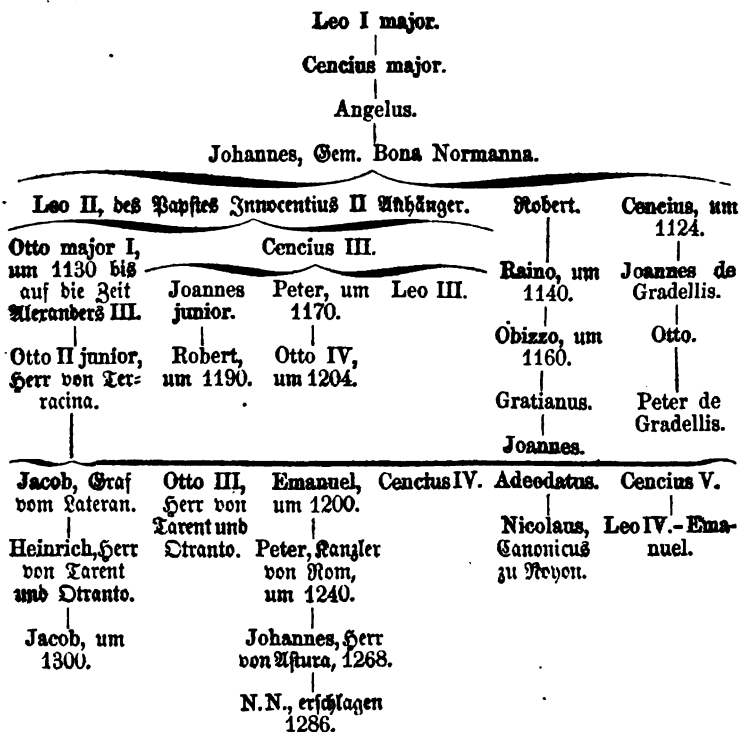 Leo I major.
Cencius major.
Angelus.
Johannes, Gem. Bona Normanna.
Leo II, des Papstes Innocentius II Anhänger.
Robert.
Cencius, um
1124.
Otto major I,
um 1130 bis
auf die Zeit
Alexanders III.
Cencius III.
Raino, um
1140.
Joannes de
Gradellis.
Joannes
junior.
Peter, um
1170.
Leo III.
Obizzo, um
1160.
Otto.
Otto II junior,
Herr von Ter=
racina.
Robert,
um 1190.
Otto IV,
um 1204.
Gratianus.
Peter de
Gradellis.
Joannes.
Jacob, Graf
vom Lateran.
Otto III,
Herr von
Tarent und
Otranto.
Emanuel,
um 1200.
Cencius IV.
Adeodatus.
Cencius V.
Heinrich, Herr
von Tarent
und Otranto.
Peter, Kanzler
von Rom,
um 1240.
Nicolaus,
Canonicus
zu Noyon.
Leo IV.-Ema-
nuel.
Jacob, um
1300.
Johannes, Herr
von Astura, 1268.
N.N., erschlagen
1286.